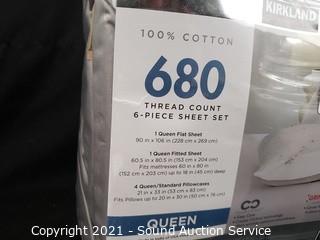 KIRKLAND
100% COTTON
680
THREAD COUNT
6-PIECE SHEET SET
1 Queen Flat Sheet
90 in x 106 in (228 cm x 269 cm)
1 Queen Fitted Sheet
60.5 in x 80.5 in (153 cm x 204 cm)
Fits mattresses 60 in x 80 in
(152 cm x 203 cm) up to 18 in (45 cm) deep
4 Queen/Standard Pillowcases
21 in x 33 in (53 cm x 83 cm)
Fits Pillows up to 20 in x 30 in (50 cm x 76 cm)
QUEEN
Copyright 2021 - South Auction Service